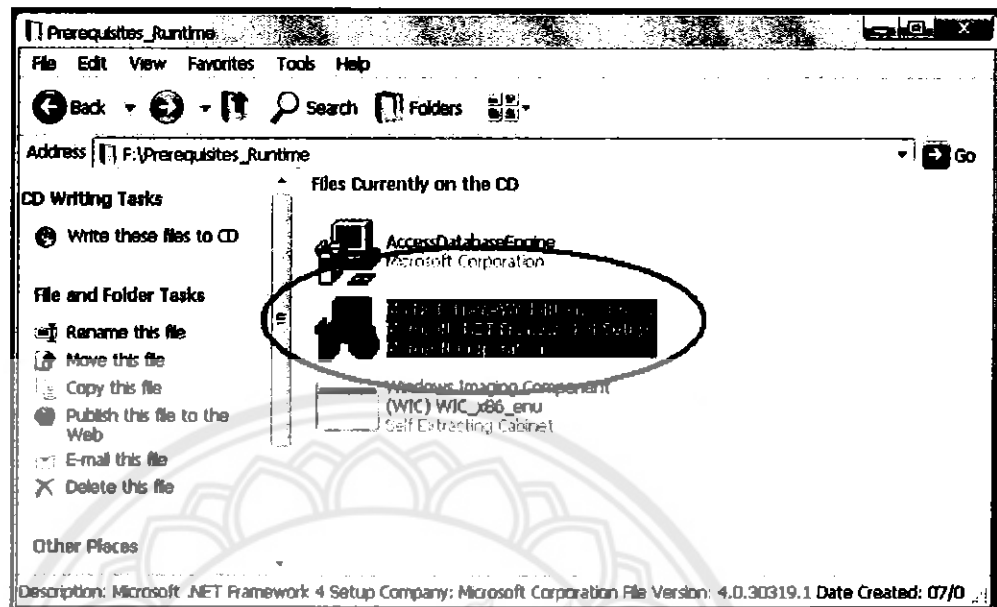 Prerequisites_Runtime
File Edit View Favorites Tools Help
Back Search Folders
Address F:\Prerequisites_Runtime Go
CD Writing Tasks
Write these files to CD
File and Folder Tasks
Rename this file
Move this file
Copy this file
Publish this file to the
Web
E-mail this file
Delete this file
Other Places
Files Currently on the CD
AccessDatabaseEngine
Microsoft Corporation
Windows Imaging Component
(WIC) WIC_x86_enu
Self Extracting Cabinet
Description: Microsoft .NET Framework 4 Setup Company: Microsoft Corporation File Version: 4.0.30319.1 Date Created: 07/0